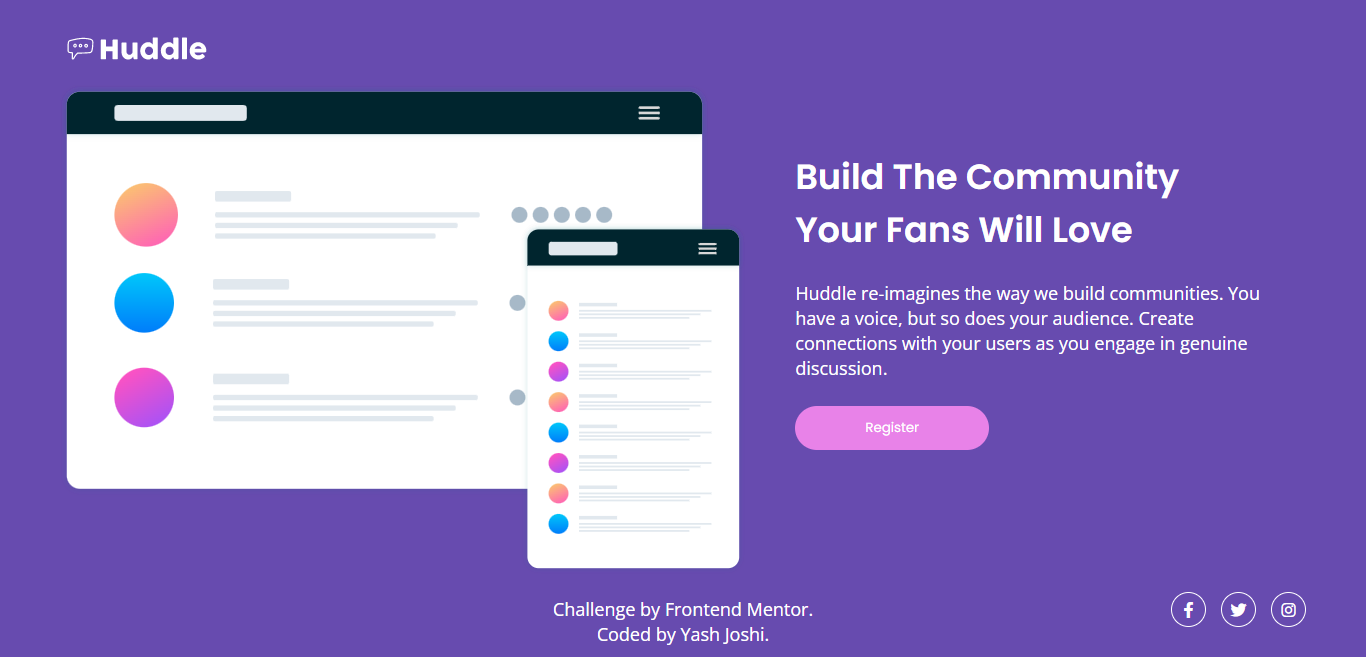 Huddle
Build The Community
Your Fans Will Love
Huddle re-imagines the way we build communities. You
have a voice, but so does your audience. Create
connections with your users as you engage in genuine
discussion.
Register
Challenge by Frontend Mentor.
Coded by Yash Joshi.